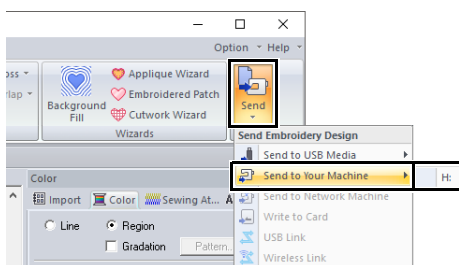 Option Help
Applique Wizard
Embroidered Patch
Cutwork Wizard
Background
Fill
Wizards
Send
Send Embroidery Design
Send to USB Media
Send to Your Machine
H:
Send to Network Machine
Write to Card
USB Link
Wireless Link
Color
Import Color Sewing At...
Line Region
Gradation Pattern...